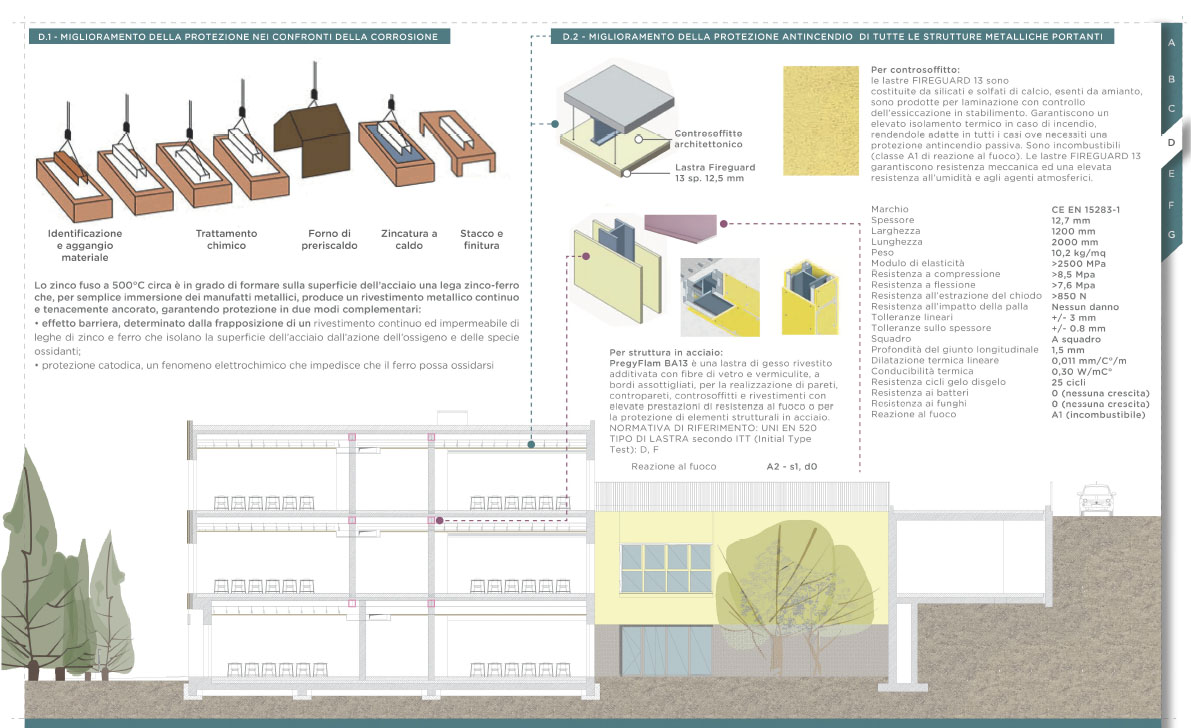 D.1 - MIGLIORAMENTO DELLA PROTEZIONE NEI CONFRONTI DELLA CORROSIONE
Identificazione
e aggangio
materiale
Trattamento
chimico
Forno di
preriscaldo
Zincatura a
caldo
Stacco e
finitura
Lo zinco fuso a 500°C circa è in grado di formare sulla superficie dell'acciaio una lega zinco-ferro
che, per semplice immersione dei manufatti metallici, produce un rivestimento metallico continuo
e tenacemente ancorato, garantendo protezione in due modi complementari:
• effetto barriera, determinato dalla frapposizione di un rivestimento continuo ed impermeabile di
leghe di zinco e ferro che isolano la superficie dell'acciaio dall'azione dell'ossigeno e delle specie
ossidanti;
• protezione catodica, un fenomeno elettrochimico che impedisce che il ferro possa ossidarsi
D.2 - MIGLIORAMENTO DELLA PROTEZIONE ANTINCENDIO DI TUTTE LE STRUTTURE METALLICHE PORTANTI
Controsoffitto
architettonico
Lastra Fireguard
13 sp. 12,5 mm
Per controsoffitto:
le lastre FIREGUARD 13 sono
costituite da silicati e solfati di calcio, esenti da amianto,
sono prodotte per laminazione con controllo
dell'essiccazione in stabilimento. Garantiscono un
elevato isolamento termico in caso di incendio,
rendendole adatte in tutti i casi ove necessiti una
protezione antincendio passiva. Sono incombustibili
(classe A1 di reazione al fuoco). Le lastre FIREGUARD 13
garantiscono resistenza meccanica ed una elevata
resistenza all'umidità e agli agenti atmosferici.
Marchio CE EN 15283-1
Spessore 12,7 mm
Larghezza 1200 mm
Lunghezza 2000 mm
Peso 10,2 kg/mq
Modulo di elasticità >2500 MPa
Resistenza a compressione >8,5 Mpa
Resistenza a flessione >7,6 Mpa
Resistenza all'estrazione del chiodo >850 N
Resistenza all'impatto della palla Nessun danno
Tolleranze lineari +/- 3 mm
Tolleranze sullo spessore +/- 0.8 mm
Squadro A squadro
Profondità del giunto longitudinale 1,5 mm
Dilatazione termica lineare 0,011 mm/C°/m
Conducibilità termica 0,30 W/mC°
Resistenza cicli gelo disgelo 25 cicli
Resistenza ai batteri 0 (nessuna crescita)
Resistenza ai funghi 0 (nessuna crescita)
Reazione al fuoco A1 (incombustibile)
Per struttura in acciaio:
PregyFlam BA13 è una lastra di gesso rivestito
additivata con fibre di vetro e vermiculite, a
bordi assottigliati, per la realizzazione di pareti,
contropareti, controsoffitti e rivestimenti con
elevate prestazioni di resistenza al fuoco o per
la protezione di elementi strutturali in acciaio.
NORMATIVA DI RIFERIMENTO: UNI EN 520
TIPO DI LASTRA secondo ITT (Initial Type
Test): D, F
Reazione al fuoco A2 - s1, d0
A
B
C
D
E
F
G